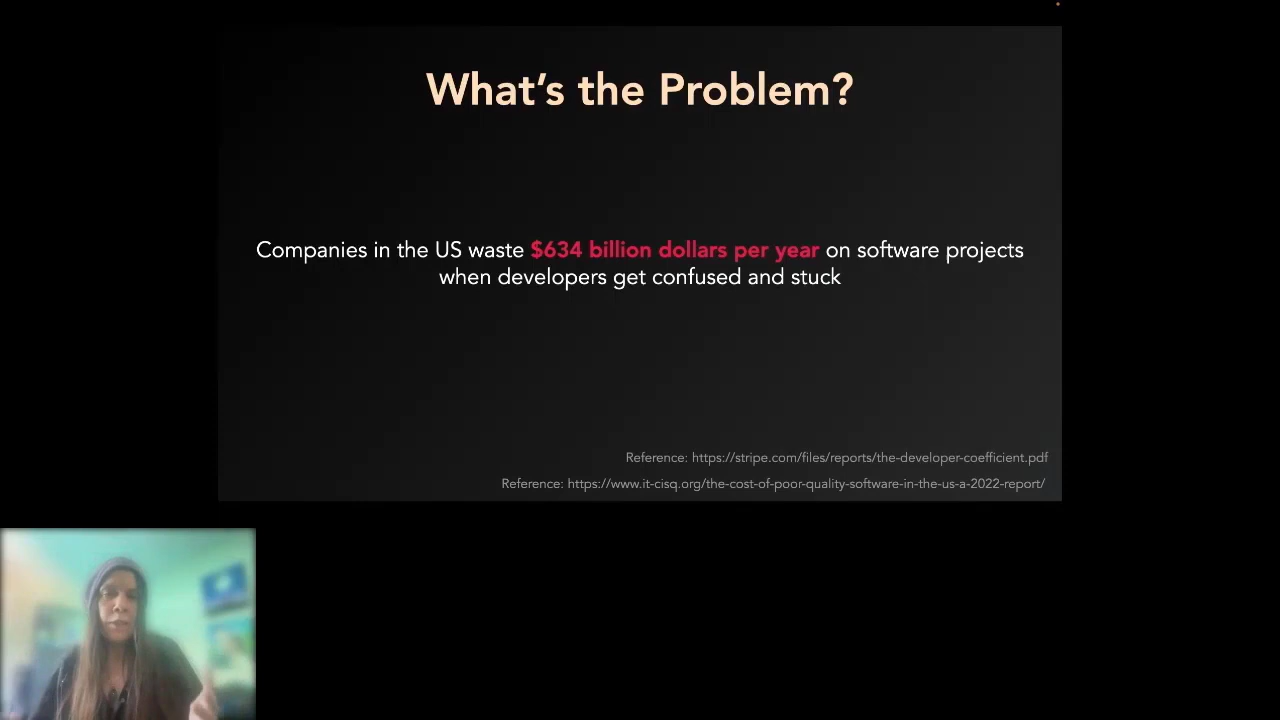 What’s the Problem?
Companies in the US waste $634 billion dollars per year on software projects
when developers get confused and stuck
Reference: https://stripe.com/files/reports/the-developer-coefficient.pdf
Reference: https://www.it-cisq.org/the-cost-of-poor-quality-software-in-the-us-a-2022-report/